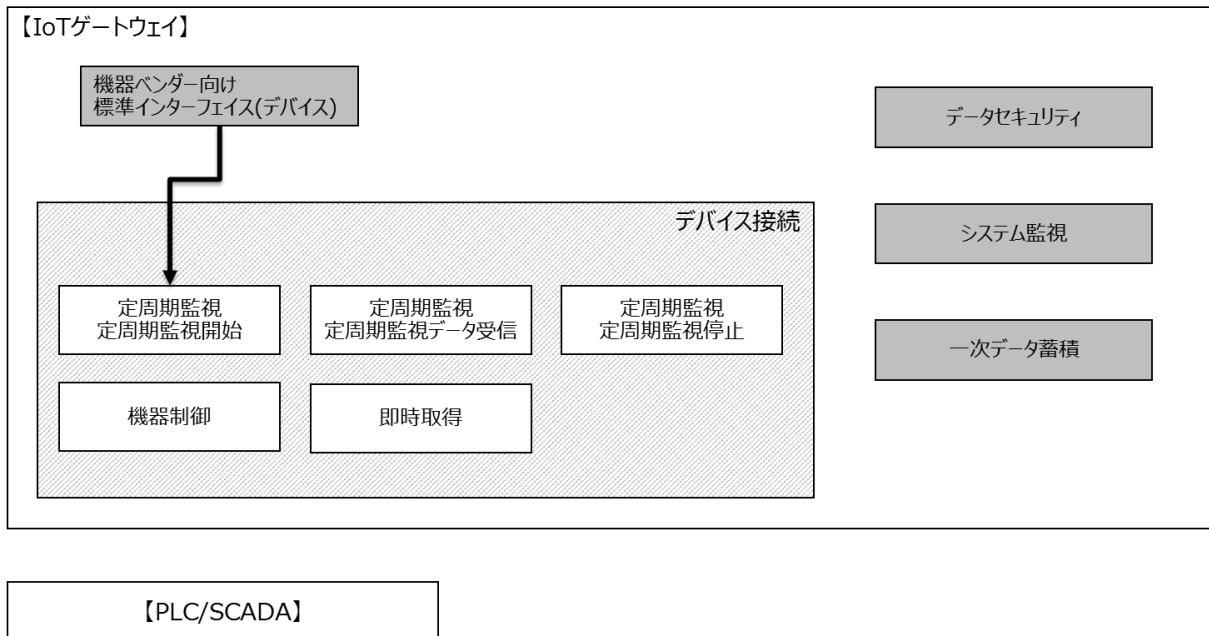 【IoTゲートウェイ】
機器ベンダー向け
標準インターフェイス(デバイス)
データセキュリティ
デバイス接続
システム監視
定周期監視
定周期監視開始
定周期監視
定周期監視データ受信
定周期監視
定周期監視停止
一次データ蓄積
機器制御
即時取得
【PLC/SCADA】